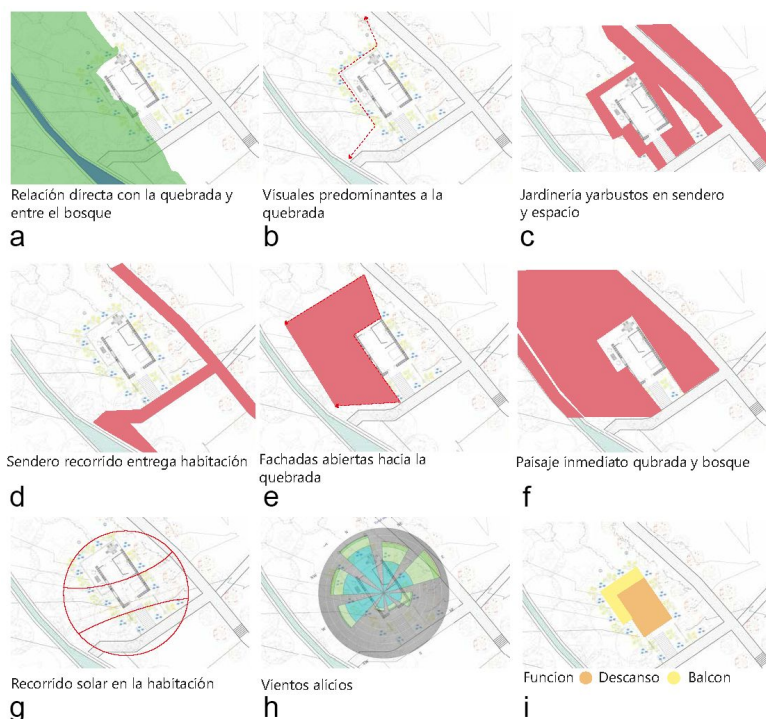 Relación directa con la quebrada y
entre el bosque
a
Visuales predominantes a la
quebrada
b
Jardinería yarbustos en sendero
y espacio
c
Sendero recorrido entrega habitación
d
Fachadas abiertas hacia la
quebrada
e
Paisaje inmediato qubrada y bosque
f
Recorrido solar en la habitación
g
Vientos alicios
h
Funcion Descanso Balcon
i